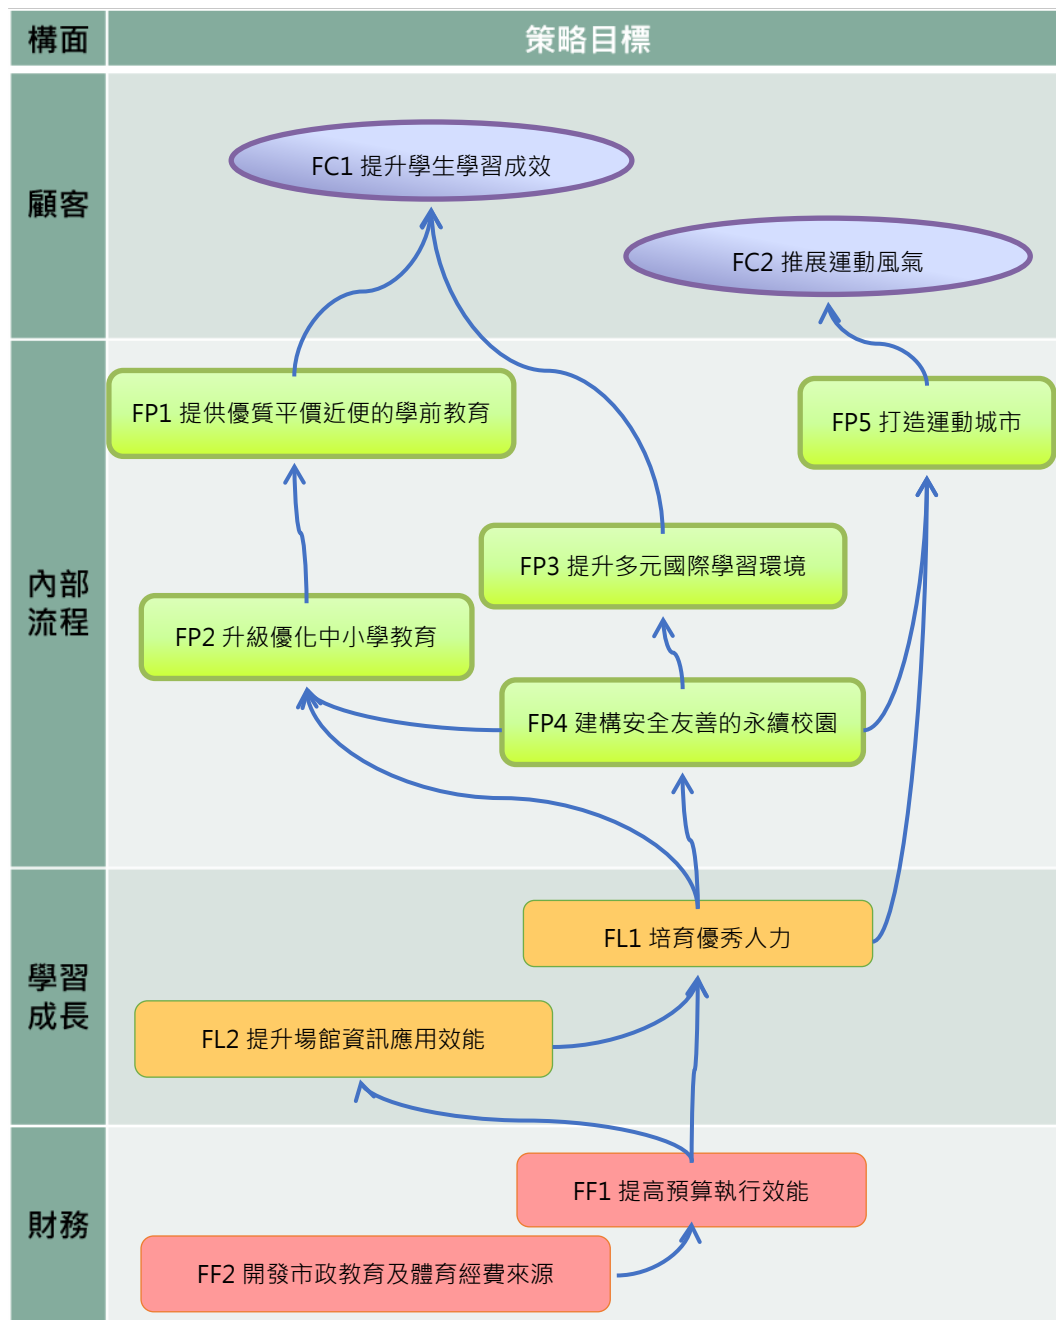 構面
策略目標
顧客
FC1 提升學生學習成效
FC2 推展運動風氣
內部
流程
FP1 提供優質平價近便的學前教育
FP5 打造運動城市
FP3 提升多元國際學習環境
FP2 升級優化中小學教育
FP4 建構安全友善的永續校園
學習
成長
FL1 培育優秀人力
FL2 提升場館資訊應用效能
財務
FF1 提高預算執行效能
FF2 開發市政教育及體育經費來源